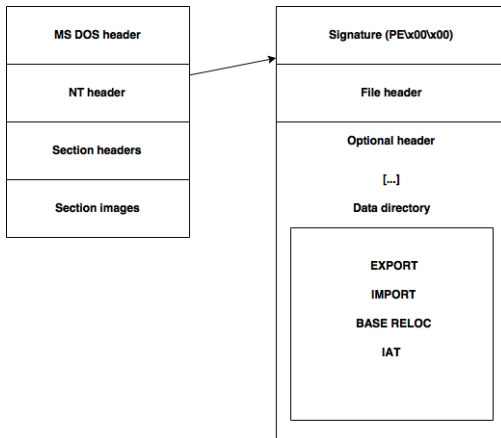 MS DOS header
NT header
Section headers
Section images
Signature (PE\x00\x00)
File header
Optional header
[...]
Data directory
EXPORT
IMPORT
BASE RELOC
IAT